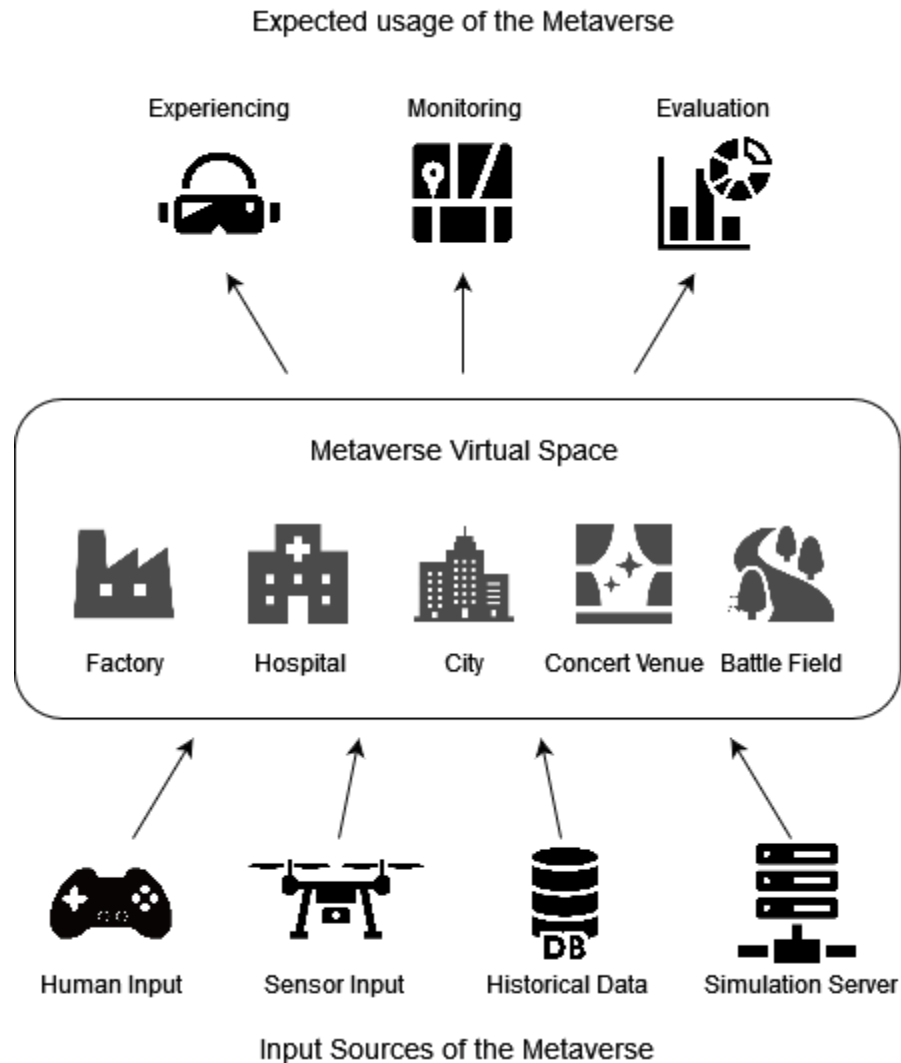 Expected usage of the Metaverse
Experiencing
Monitoring
Evaluation
Metaverse Virtual Space
Factory
Hospital
City
Concert Venue
Battle Field
DB
Human Input
Sensor Input
Historical Data
Simulation Server
Input Sources of the Metaverse